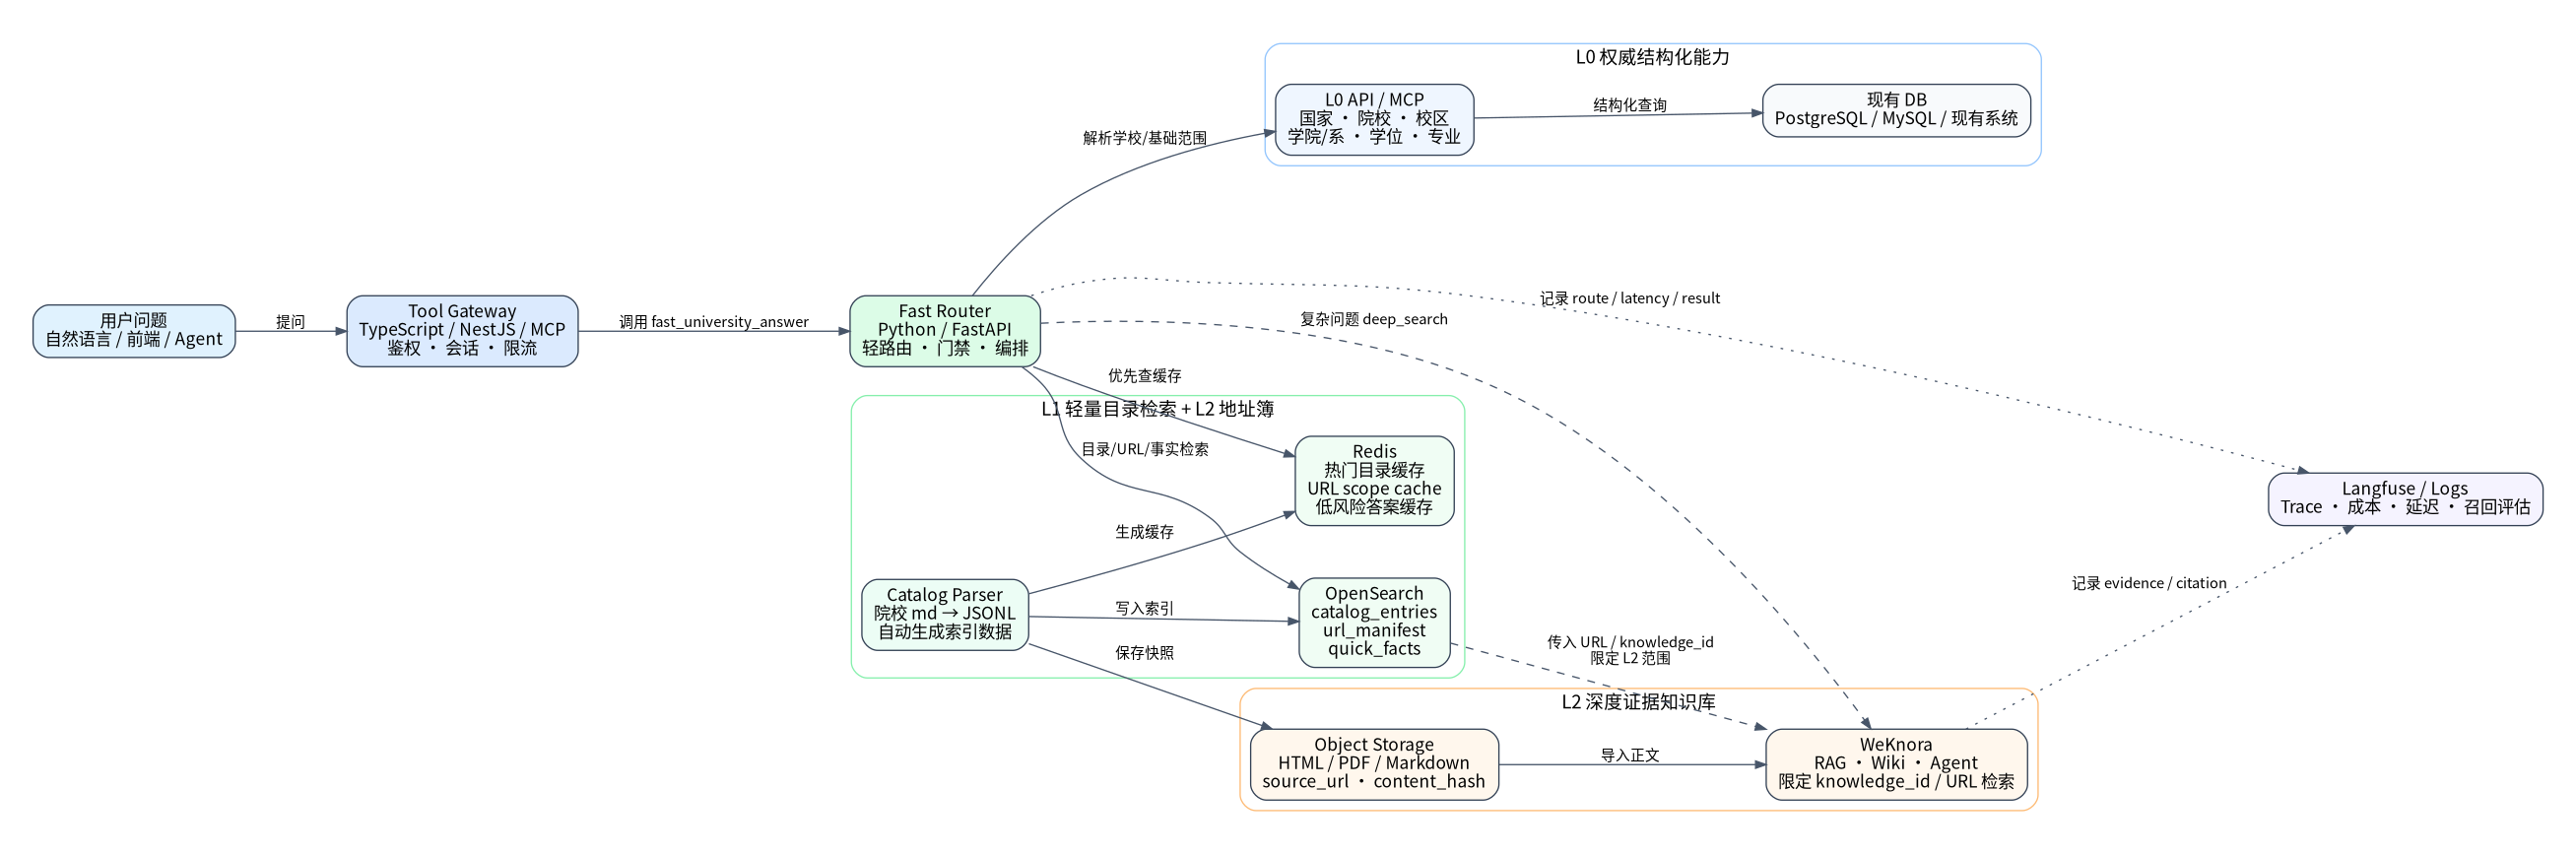 L0 权威结构化能力
L0 API / MCP
国家 · 院校 · 校区
学院/系 · 学位 · 专业
结构化查询
现有 DB
PostgreSQL / MySQL / 现有系统
解析学校/基础范围
用户问题
自然语言 / 前端 / Agent
提问
Tool Gateway
TypeScript / NestJS / MCP
鉴权 · 会话 · 限流
调用 fast_university_answer
Fast Router
Python / FastAPI
轻路由 · 门禁 · 编排
记录 route / latency / result
复杂问题 deep_search
优先查缓存
L1 轻量目录检索 + L2 地址簿
目录/URL/事实检索
Redis
热门目录缓存
URL scope cache
低风险答案缓存
生成缓存
Catalog Parser
院校 md → JSONL
自动生成索引数据
写入索引
保存快照
OpenSearch
catalog_entries
url_manifest
quick_facts
传入 URL / knowledge_id
限定 L2 范围
Langfuse / Logs
Trace · 成本 · 延迟 · 召回评估
记录 evidence / citation
L2 深度证据知识库
Object Storage
HTML / PDF / Markdown
source_url · content_hash
导入正文
WeKnora
RAG · Wiki · Agent
限定 knowledge_id / URL 检索